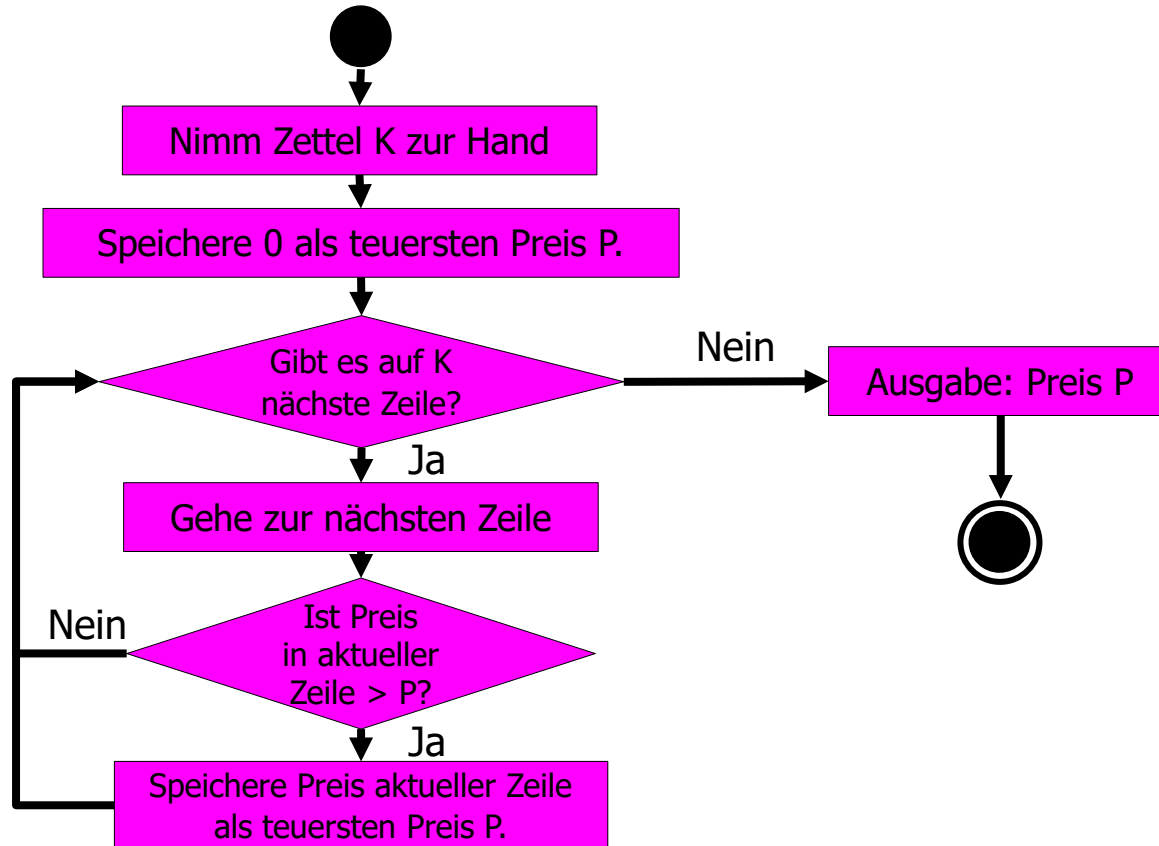 Nimm Zettel K zur Hand
Speichere 0 als teuersten Preis P.
Gibt es auf K
nächste Zeile?
Nein
Ausgabe: Preis P
Ja
Gehe zur nächsten Zeile
Ist Preis
in aktueller
Zeile > P?
Nein
Ja
Speichere Preis aktueller Zeile
als teuersten Preis P.